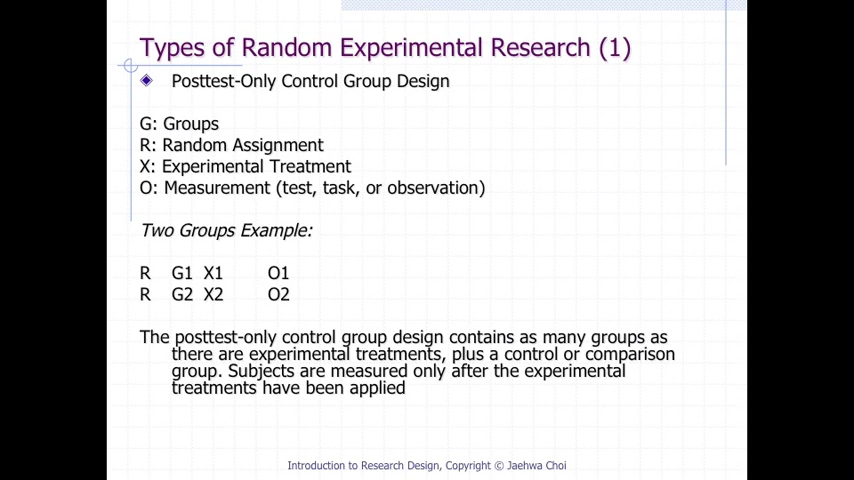 Types of Random Experimental Research (1)
Posttest-Only Control Group Design
G: Groups
R: Random Assignment
X: Experimental Treatment
O: Measurement (test, task, or observation)
Two Groups Example:
R G1 X1 O1
R G2 X2 O2
The posttest-only control group design contains as many groups as
there are experimental treatments, plus a control or comparison
group. Subjects are measured only after the experimental
treatments have been applied
Introduction to Research Design, Copyright © Jaehwa Choi